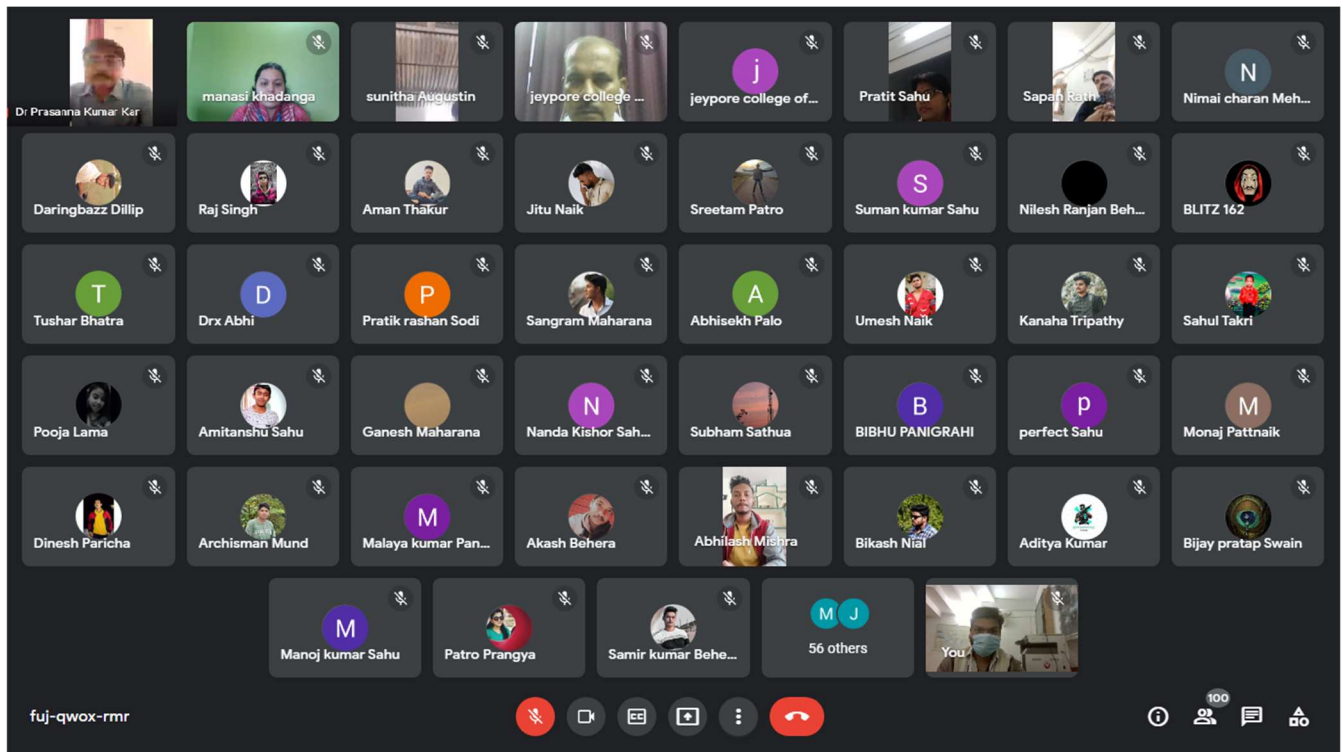 Dr Prasanna Kumar Kar
manasi khadanga
sunitha Augustin
jeypore college ...
j
jeypore college of...
Pratit Sahu
Sapan Rath
N
Nimai charan Meh...
Daringbazz Dillip
Raj Singh
Aman Thakur
Jitu Naik
Sreetam Patro
S
Suman kumar Sahu
Nilesh Ranjan Beh...
BLITZ 162
T
Tushar Bhatra
D
Drx Abhi
P
Pratik rashan Sodi
Sangram Maharana
A
Abhisekh Palo
Umesh Naik
Kanaha Tripathy
Sahul Takri
Pooja Lama
Amitanshu Sahu
Ganesh Maharana
N
Nanda Kishor Sah...
Subham Sathua
B
BIBHU PANIGRAHI
p
perfect Sahu
M
Monaj Pattnaik
Dinesh Paricha
Archisman Mund
M
Malaya kumar Pan...
Akash Behera
Abhilash Mishra
Bikash Nial
Aditya Kumar
Bijay pratap Swain
M
Manoj kumar Sahu
Patro Prangya
Samir kumar Behe...
M J
56 others
You
fuj-qwox-rmr
CC
100